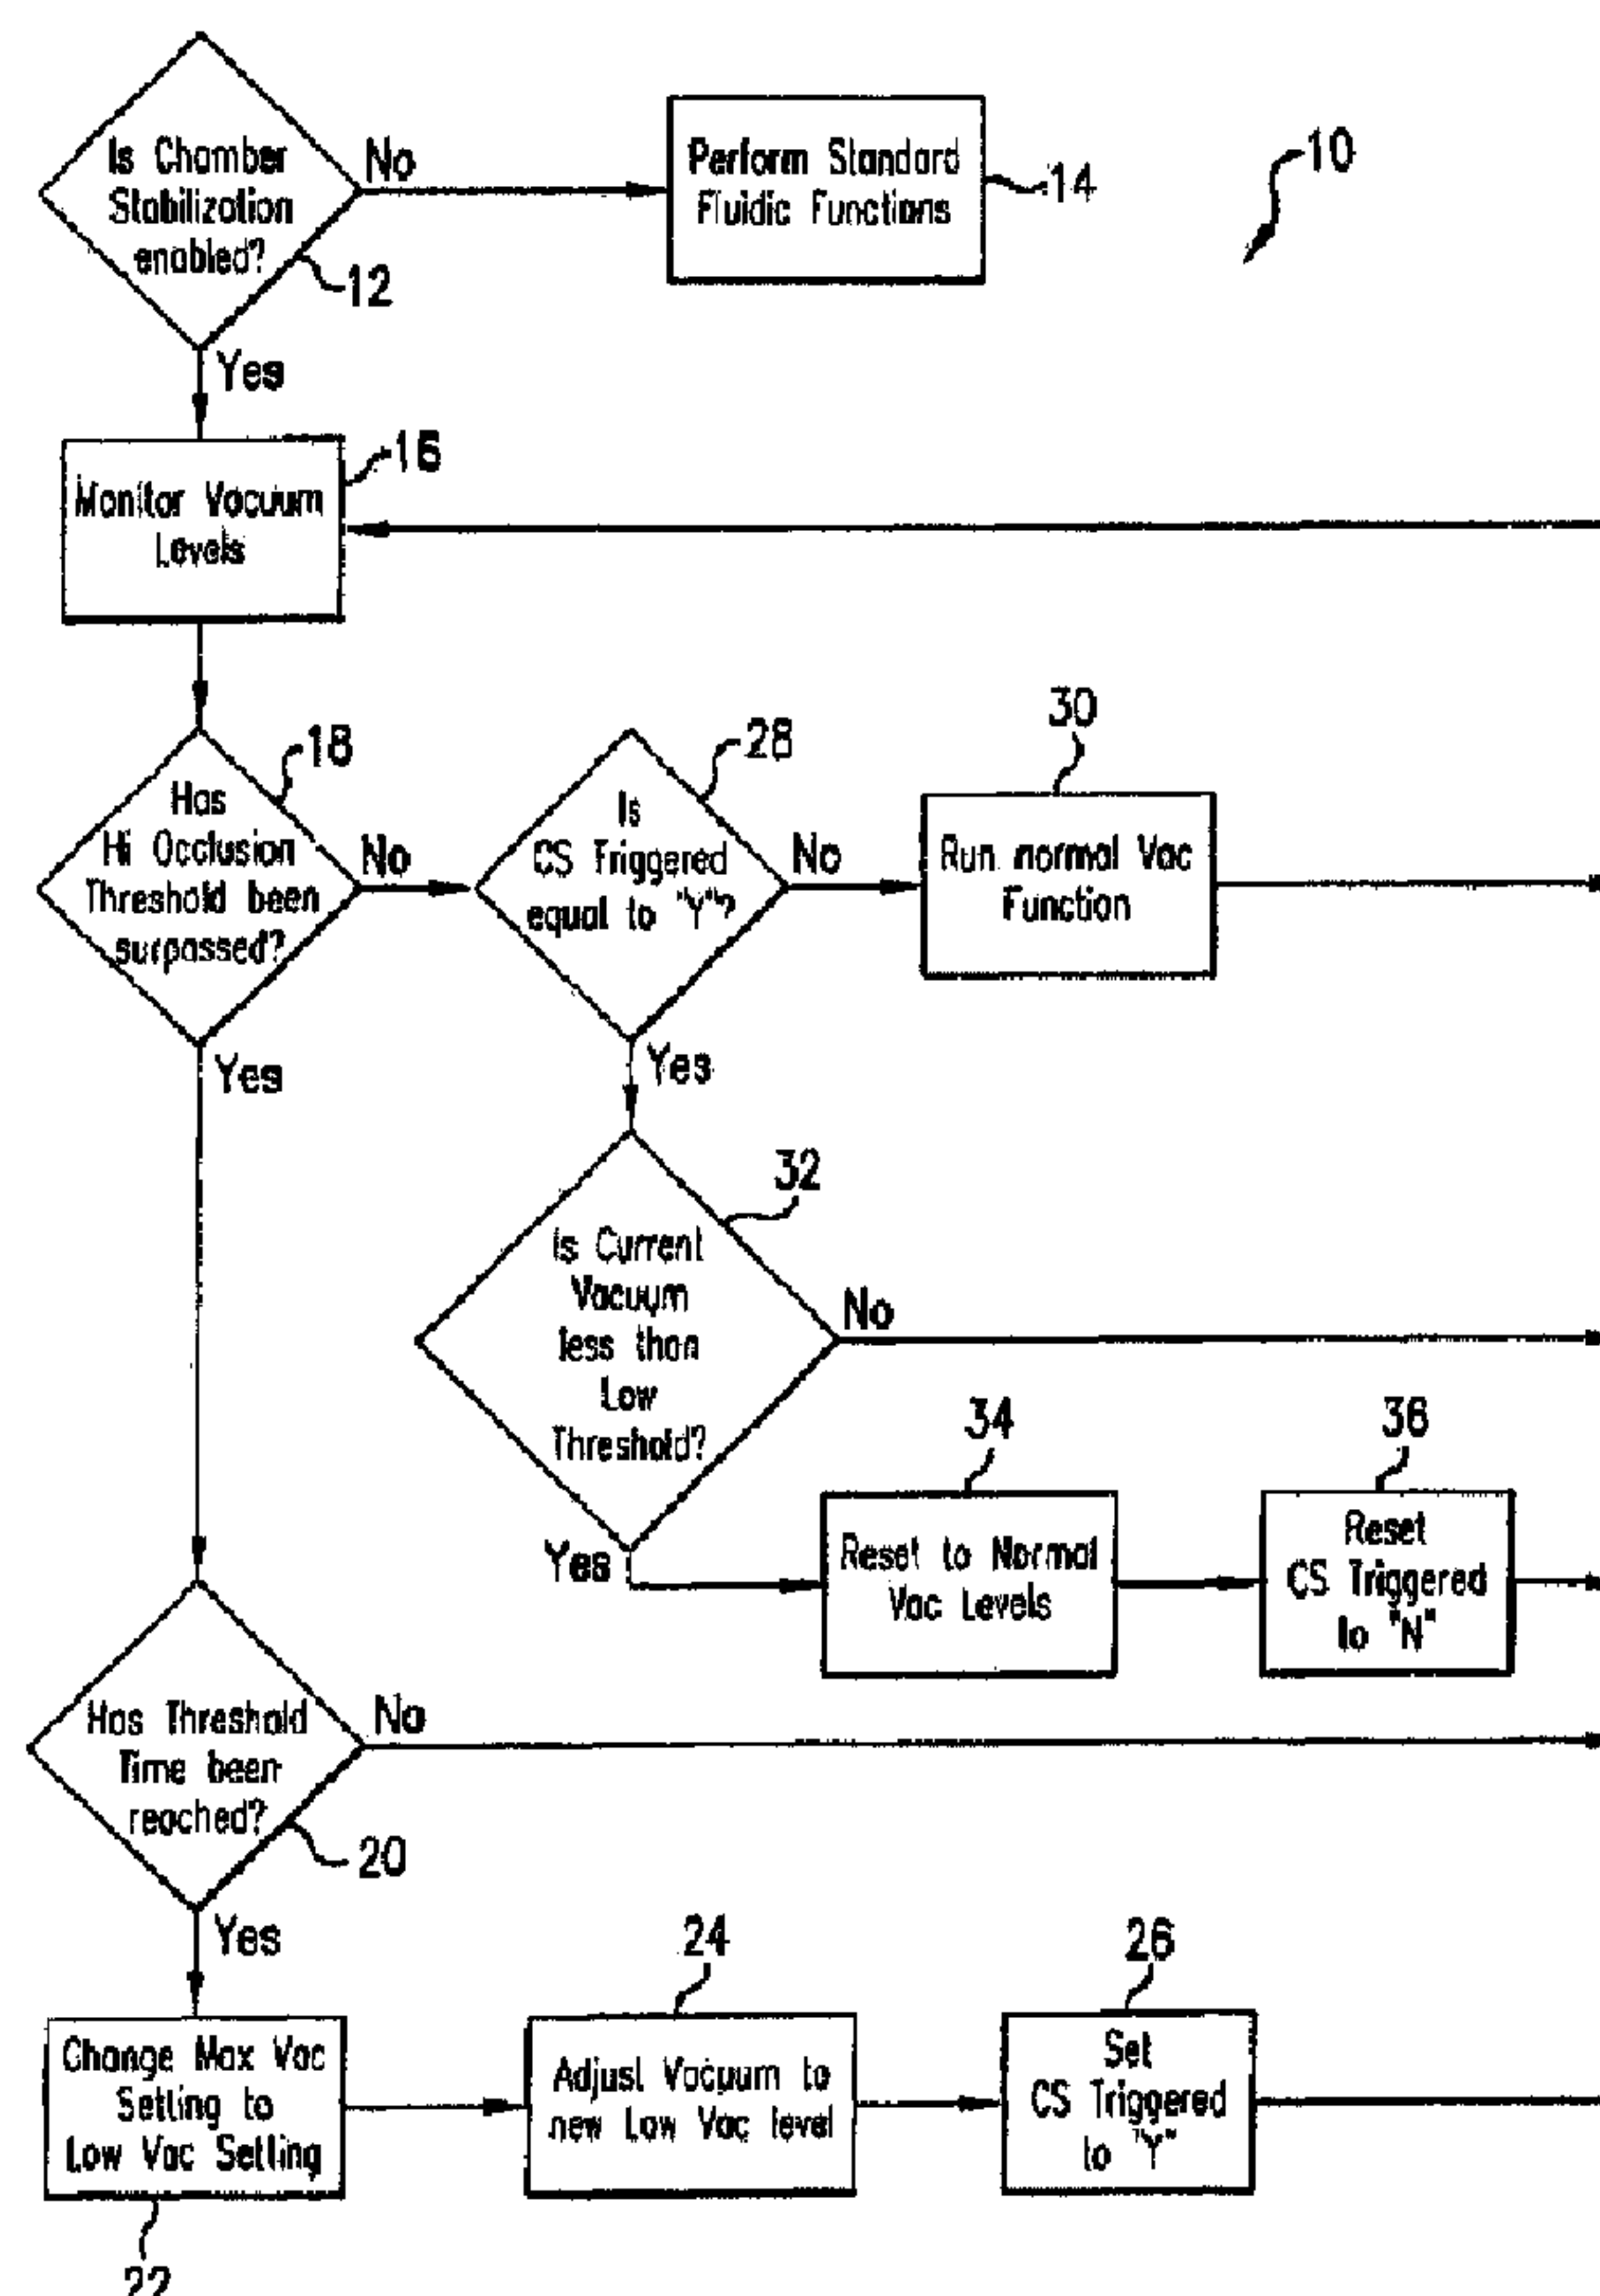 Is Chamber
Stabilization
enabled?
No
12
Perform Standard
Fluidic Functions
14
10
Yes
16
Monitor Vacuum
Levels
18
Has
Hi Occlusion
Threshold been
surpassed?
No
28
Is
CS Triggered
equal to "Y"?
No
30
Run normal Vac
Function
Yes
Yes
32
Is Current
Vacuum
less than
Low
Threshold?
No
Yes
34
Reset to Normal
Vac Levels
36
Reset
CS Triggered
to "N"
Has Threshold
Time been
reached?
No
20
Yes
Change Max Vac
Setting to
Low Vac Setting
22
24
Adjust Vacuum to
new Low Vac level
26
Set
CS Triggered
to "Y"